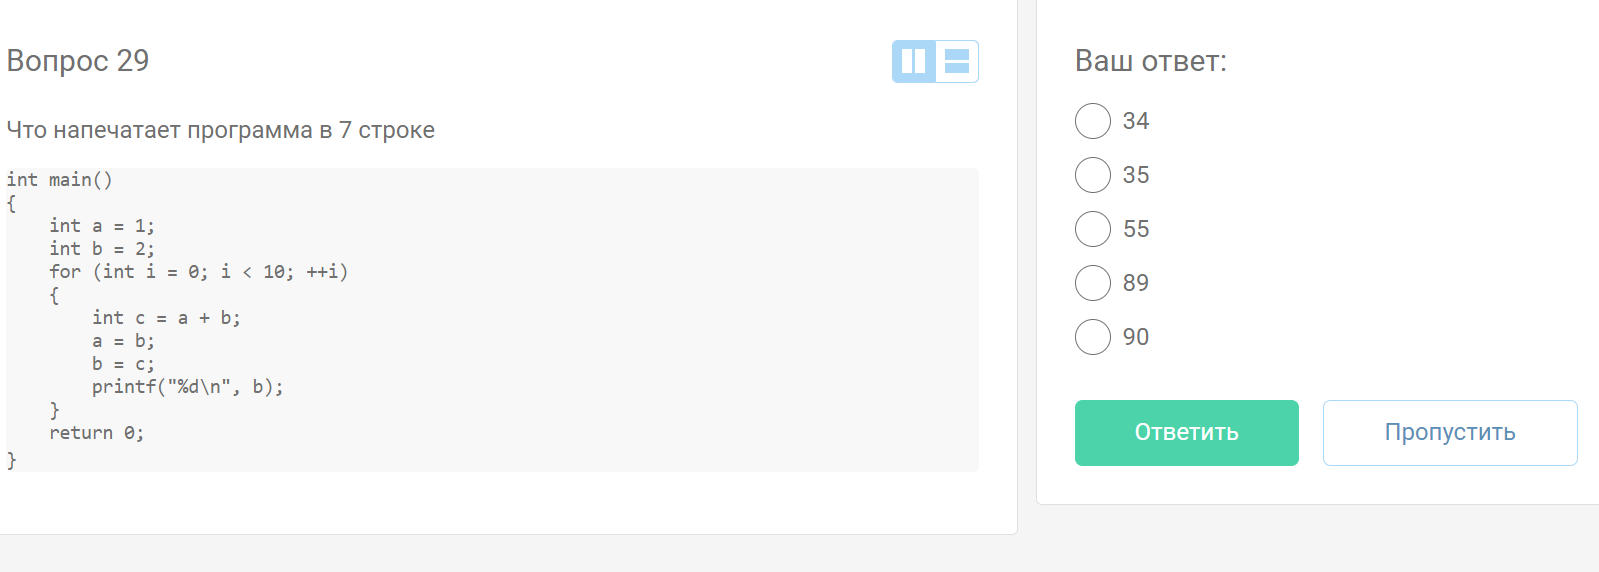 Вопрос 29
Что напечатает программа в 7 строке
int main()
{
    int a = 1;
    int b = 2;
    for (int i = 0; i < 10; ++i)
    {
        int c = a + b;
        a = b;
        b = c;
        printf("%d\n", b);
    }
    return 0;
}
Ваш ответ:
34
35
55
89
90
Ответить
Пропустить